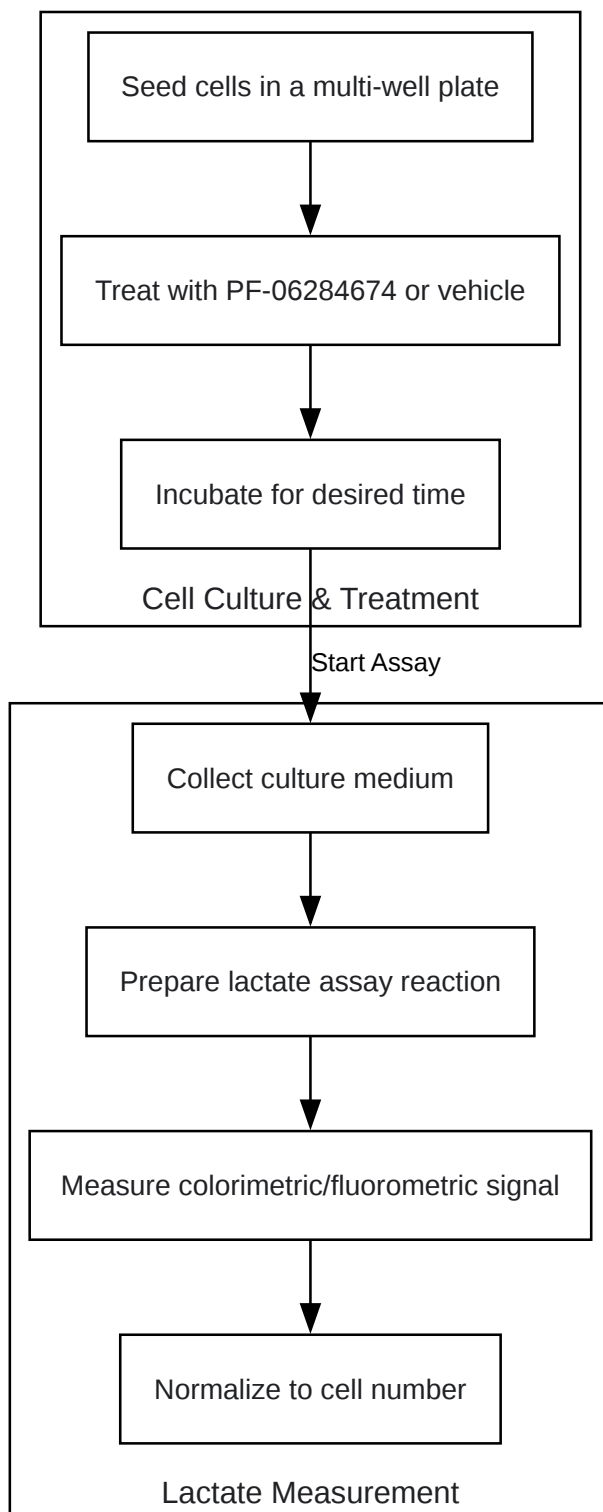 Seed cells in a multi-well plate
Treat with PF-06284674 or vehicle
Incubate for desired time
Cell Culture & Treatment
Start Assay
Collect culture medium
Prepare lactate assay reaction
Measure colorimetric/fluorometric signal
Normalize to cell number
Lactate Measurement